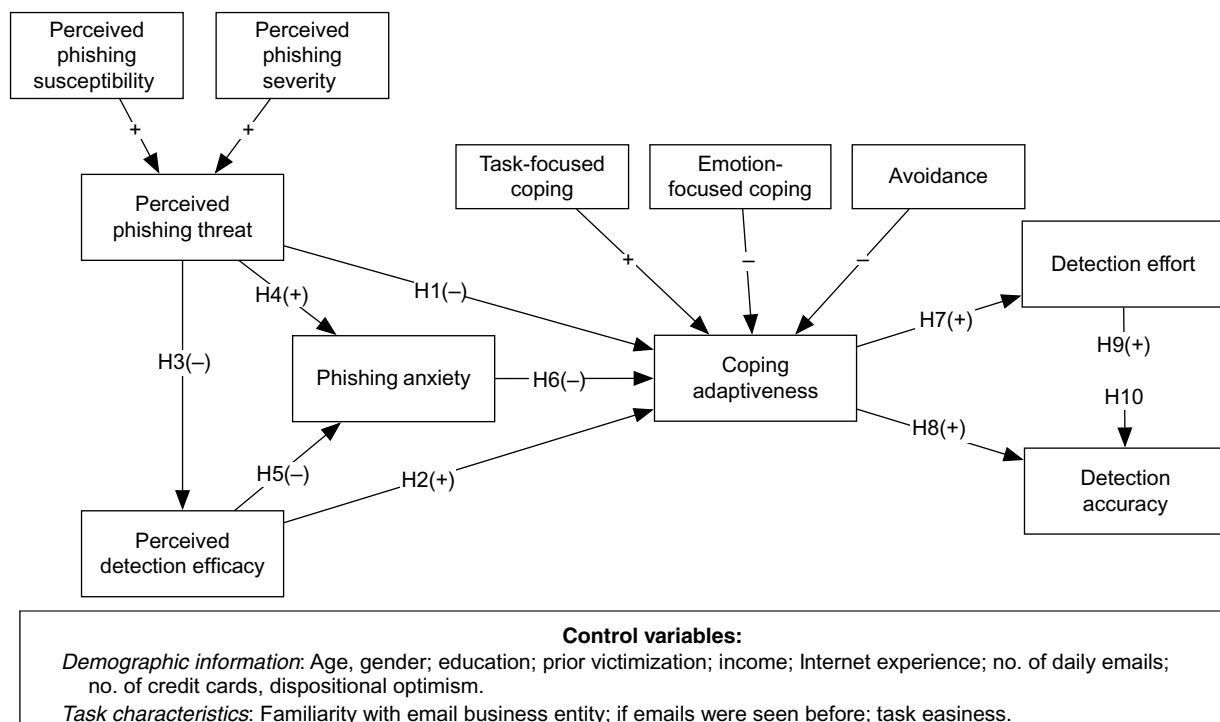 Perceived
phishing
susceptibility
Perceived
phishing
severity
+
+
Task-focused
coping
Emotion-
focused coping
Avoidance
Perceived
phishing threat
+
–
–
Detection effort
H4(+)
H1(–)
H7(+)
H3(–)
H9(+)
Phishing anxiety
H6(–)
Coping
adaptiveness
H10
H8(+)
H5(–)
H2(+)
Detection
accuracy
Perceived
detection efficacy
Control variables:
Demographic information: Age, gender; education; prior victimization; income; Internet experience; no. of daily emails;
no. of credit cards, dispositional optimism.
Task characteristics: Familiarity with email business entity; if emails were seen before; task easiness.